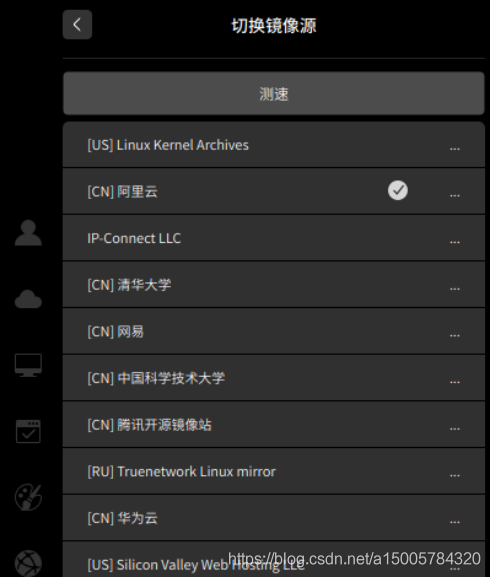 切换镜像源
测速
[US] Linux Kernel Archives ...
[CN] 阿里云 ...
IP-Connect LLC ...
[CN] 清华大学 ...
[CN] 网易 ...
[CN] 中国科学技术大学 ...
[CN] 腾讯开源镜像站 ...
[RU] Truenetwork Linux mirror ...
[CN] 华为云 ...
[US] Silicon Valley Web Hosting LLC ...
https://blog.csdn.net/a15005784320